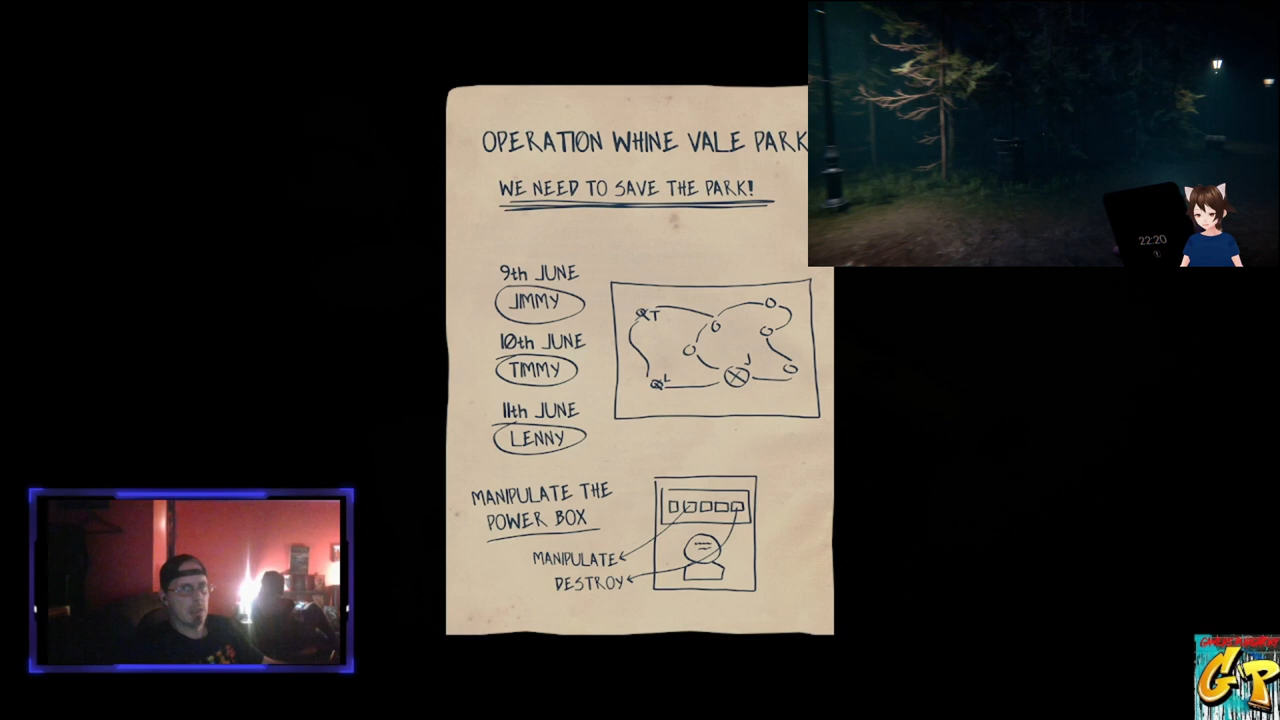 OPERATION WHINE VALE PARK
WE NEED TO SAVE THE PARK!
9th JUNE
JIMMY
10th JUNE
TIMMY
11th JUNE
LENNY
T
J
L
MANIPULATE THE
POWER BOX
MANIPULATE
DESTROY
22:20
GP